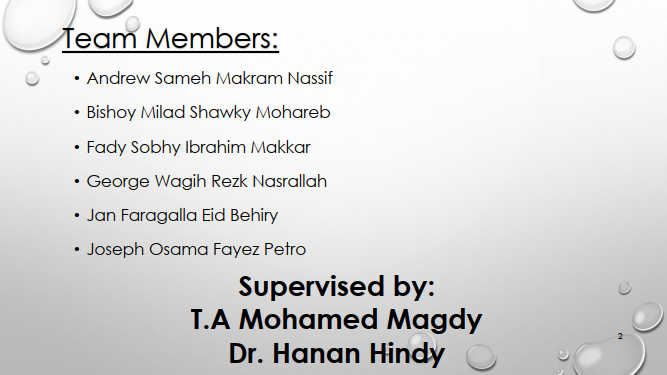 Team Members:
• Andrew Sameh Makram Nassif
• Bishoy Milad Shawky Mohareb
• Fady Sobhy Ibrahim Makkar
• George Wagih Rezk Nasrallah
• Jan Faragalla Eid Behiry
• Joseph Osama Fayez Petro
Supervised by:
T.A Mohamed Magdy
Dr. Hanan Hindy
2